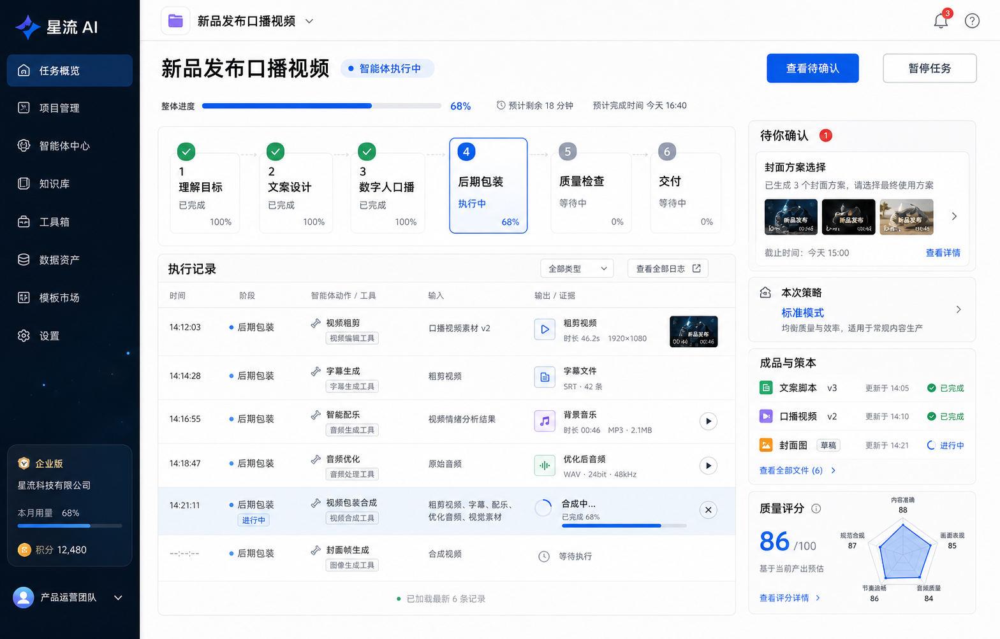 星流 AI
任务概览
项目管理
智能体中心
知识库
工具箱
数据资产
模板市场
设置
企业版
星流科技有限公司
本月用量 68%
积分 12,480
产品运营团队
新品发布口播视频
3
新品发布口播视频
智能体执行中
查看待确认
暂停任务
整体进度
68%
预计剩余 18 分钟
预计完成时间 今天 16:40
1
理解目标
已完成
100%
2
文案设计
已完成
100%
3
数字人口播
已完成
100%
4
后期包装
执行中
68%
5
质量检查
等待中
0%
6
交付
等待中
0%
执行记录
全部类型
查看全部日志
时间 阶段 智能体动作 / 工具 输入 输出 / 证据
14:12:03 后期包装 视频粗剪 口播视频素材 v2 粗剪视频
视频编辑工具 时长 46.2s 1920×1080
新品发布
00:46
14:14:28 后期包装 字幕生成 粗剪视频 字幕文件
字幕生成工具 SRT · 42 条
14:16:55 后期包装 智能配乐 视频情绪分析结果 背景音乐
音频生成工具 时长 00:46 MP3 · 2.1MB
14:18:47 后期包装 音频优化 原始音频 优化后音频
音频处理工具 WAV · 24bit · 48kHz
14:21:11 后期包装 视频包装合成 粗剪视频、字幕、配乐、 合成中...
进行中 视频合成工具 优化音频、视觉素材 已完成 68%
--:--:-- 后期包装 封面帧生成 合成视频 等待执行
图像生成工具
已加载最新 6 条记录
待你确认 1
封面方案选择
已生成 3 个封面方案，请选择最终使用方案
新品发布
新品发布
新品发布
截止时间：今天 15:00
查看详情
本次策略
标准模式
均衡质量与效率，适用于常规内容生产
成品与策本
文案脚本 v3 更新于 14:05 已完成
口播视频 v2 更新于 14:10 已完成
封面图 草稿 更新于 14:21 进行中
查看全部文件 (6)
质量评分
86 /100
基于当前产出预估
查看评分详情
内容准确
88
画面表现
85
音频质量
84
节奏流畅
86
规范合规
87